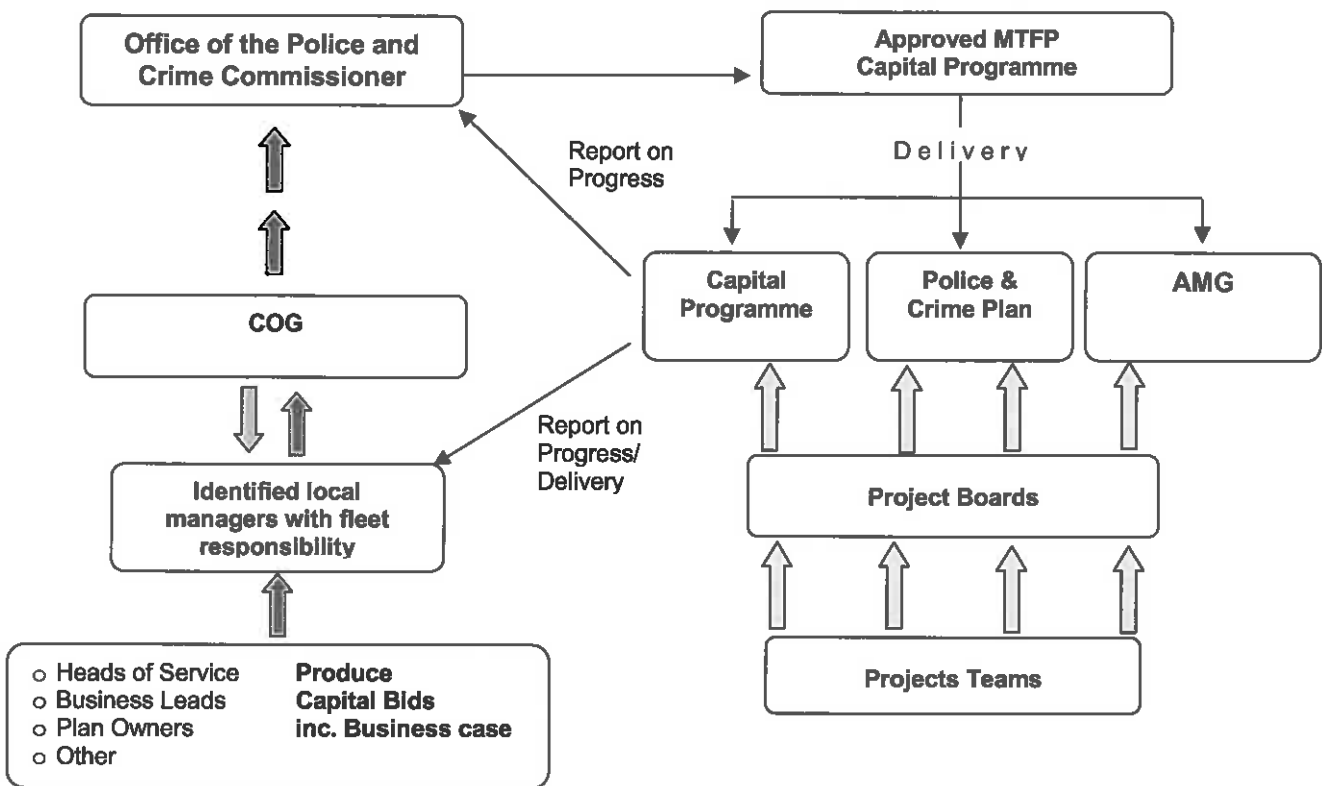 Office of the Police and
Crime Commissioner
Approved MTFP
Capital Programme
Report on
Progress
Delivery
Capital
Programme
Police &
Crime Plan
AMG
COG
Report on
Progress/
Delivery
Identified local
managers with fleet
responsibility
Project Boards
o Heads of Service
o Business Leads
o Plan Owners
o Other
Produce
Capital Bids
inc. Business case
Projects Teams